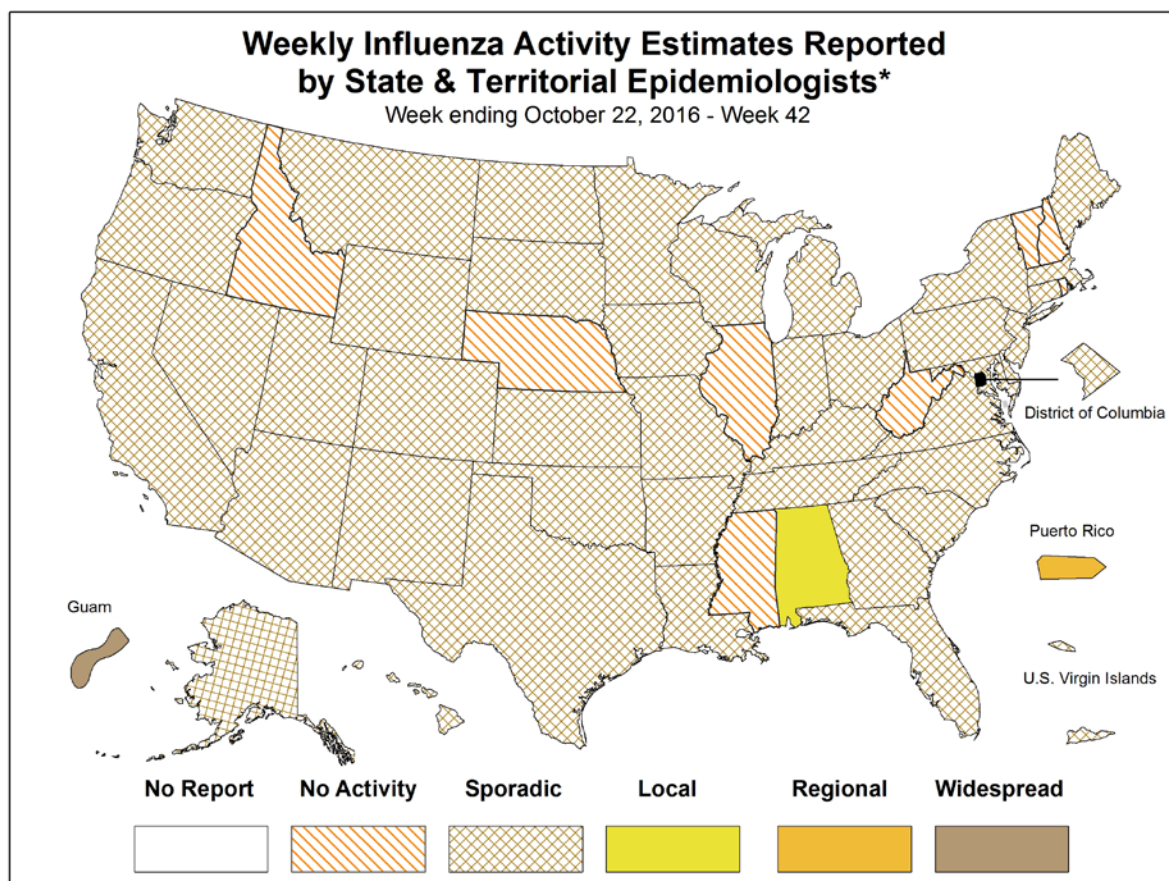 Weekly Influenza Activity Estimates Reported
by State & Territorial Epidemiologists*
Week ending October 22, 2016 - Week 42
District of Columbia
Puerto Rico
Guam
U.S. Virgin Islands
No Report No Activity Sporadic Local Regional Widespread